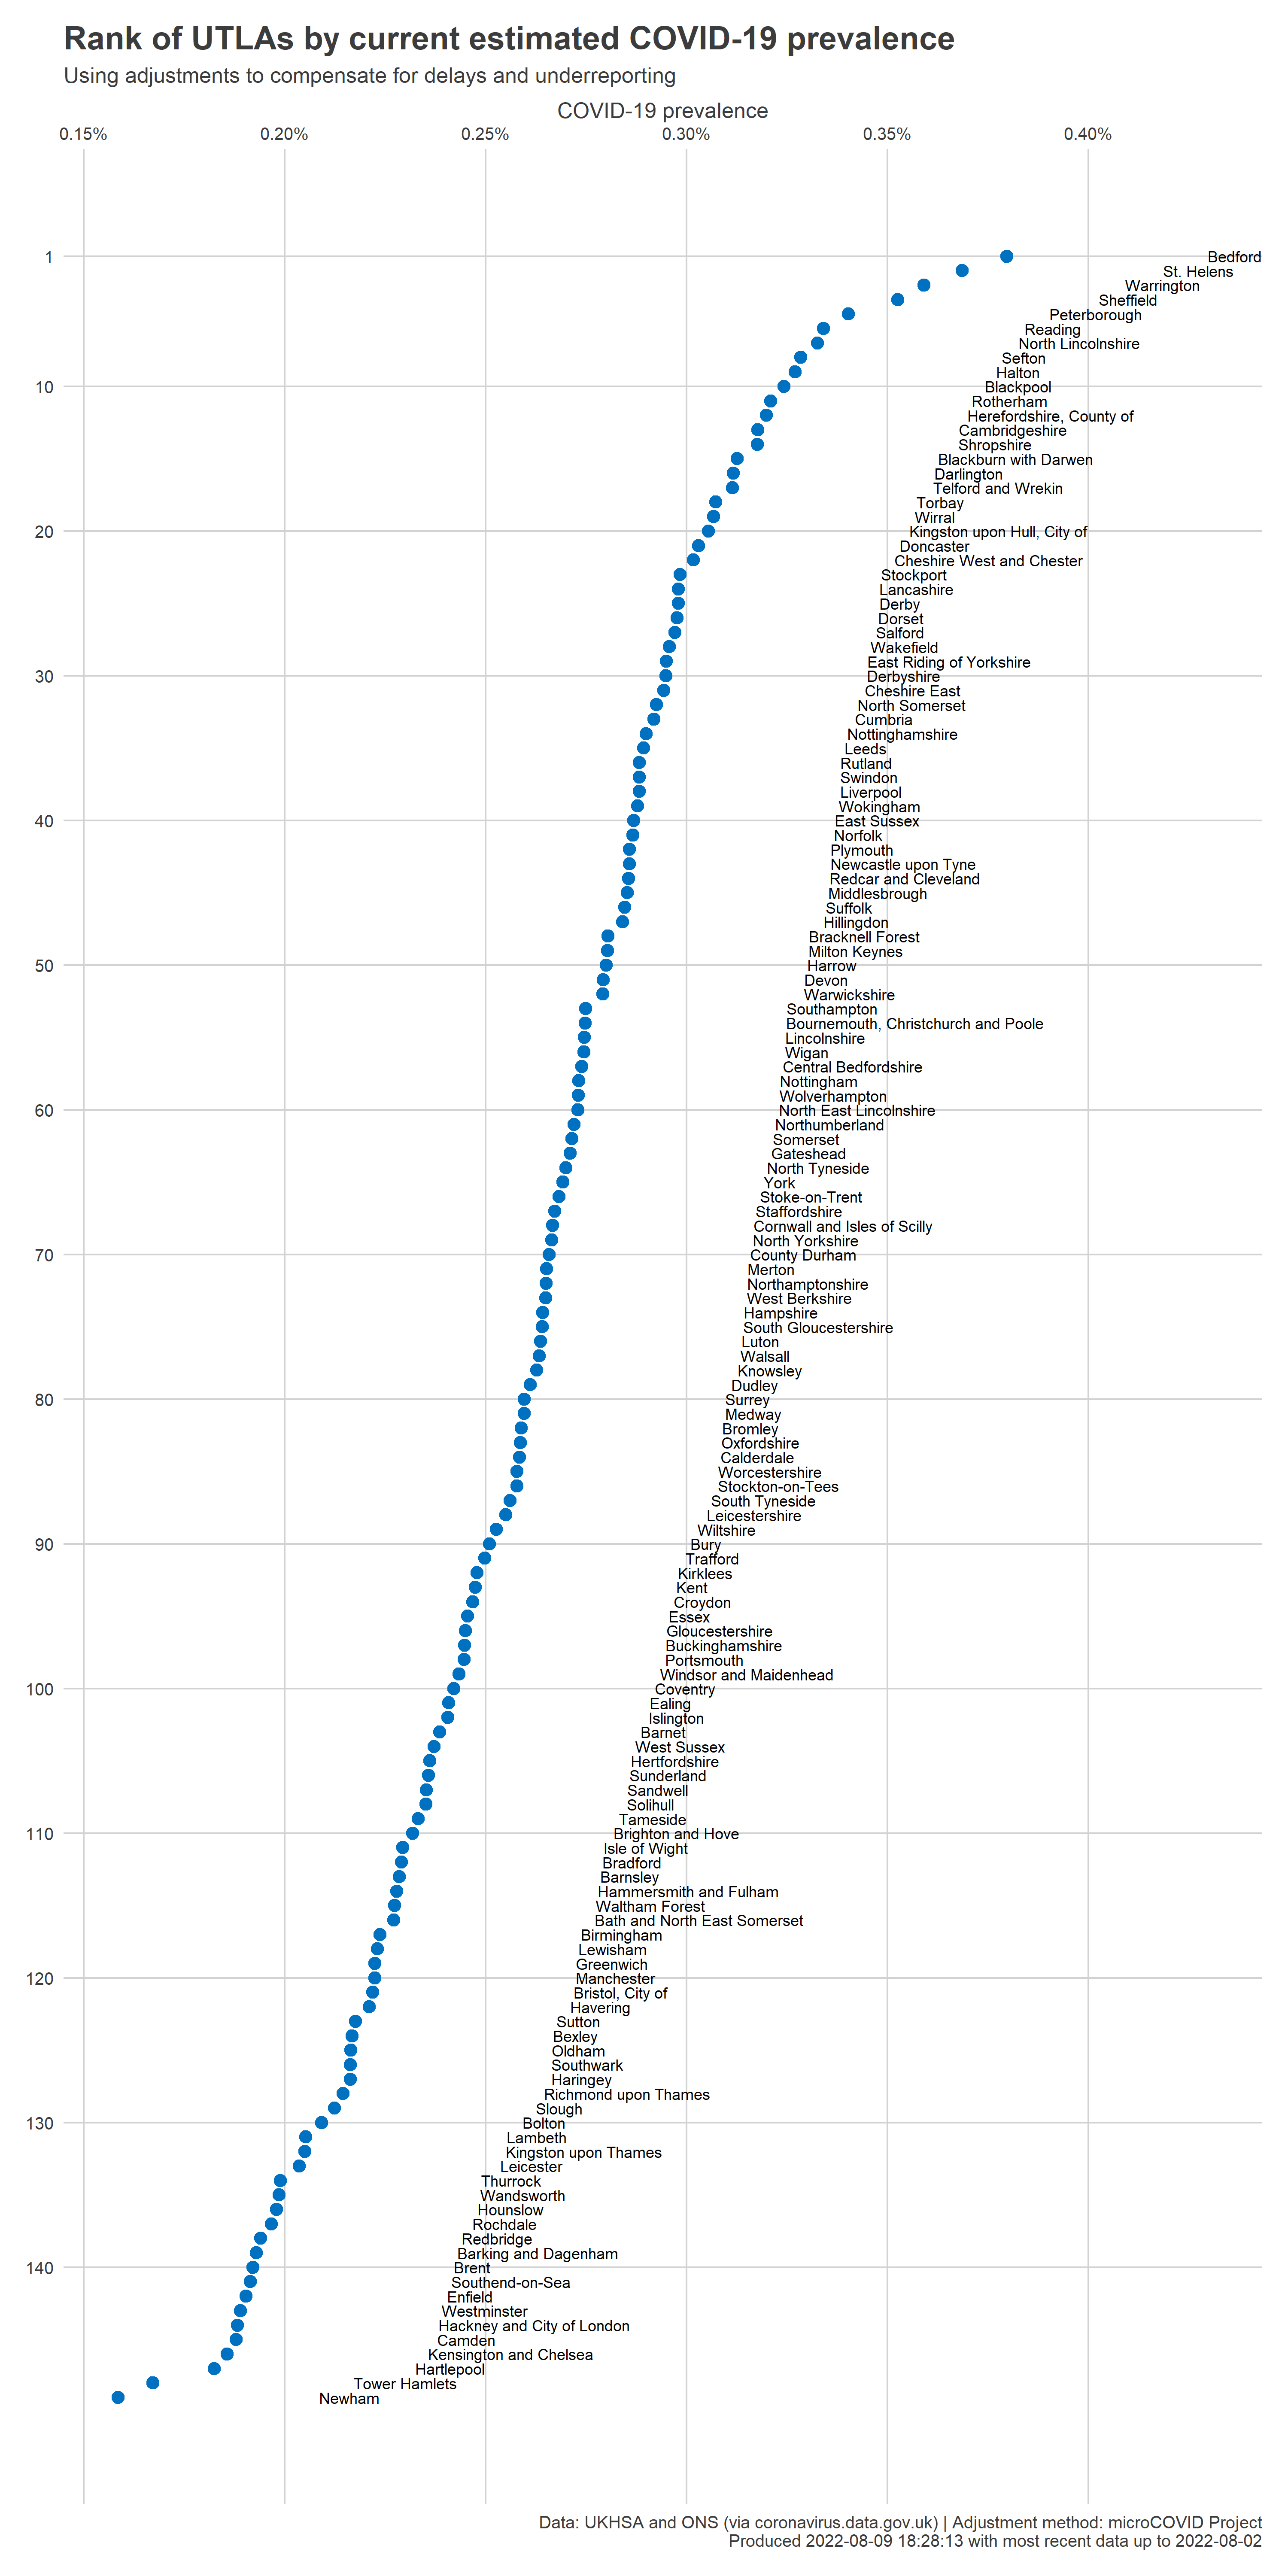 Rank of UTLAs by current estimated COVID-19 prevalence
Using adjustments to compensate for delays and underreporting
COVID-19 prevalence
0.15% 0.20% 0.25% 0.30% 0.35% 0.40%
1 Bedford
St. Helens
Warrington
Sheffield
Peterborough
Reading
North Lincolnshire
Sefton
Halton
10 Blackpool
Rotherham
Herefordshire, County of
Cambridgeshire
Shropshire
Blackburn with Darwen
Darlington
Telford and Wrekin
Torbay
Wirral
20 Kingston upon Hull, City of
Doncaster
Cheshire West and Chester
Stockport
Lancashire
Derby
Dorset
Salford
Wakefield
East Riding of Yorkshire
30 Derbyshire
Cheshire East
North Somerset
Cumbria
Nottinghamshire
Leeds
Rutland
Swindon
Liverpool
Wokingham
40 East Sussex
Norfolk
Plymouth
Newcastle upon Tyne
Redcar and Cleveland
Middlesbrough
Suffolk
Hillingdon
Bracknell Forest
Milton Keynes
50 Harrow
Devon
Warwickshire
Southampton
Bournemouth, Christchurch and Poole
Lincolnshire
Wigan
Central Bedfordshire
Nottingham
Wolverhampton
60 North East Lincolnshire
Northumberland
Somerset
Gateshead
North Tyneside
York
Stoke-on-Trent
Staffordshire
Cornwall and Isles of Scilly
North Yorkshire
70 County Durham
Merton
Northamptonshire
West Berkshire
Hampshire
South Gloucestershire
Luton
Walsall
Knowsley
Dudley
80 Surrey
Medway
Bromley
Oxfordshire
Calderdale
Worcestershire
Stockton-on-Tees
South Tyneside
Leicestershire
Wiltshire
90 Bury
Trafford
Kirklees
Kent
Croydon
Essex
Gloucestershire
Buckinghamshire
Portsmouth
Windsor and Maidenhead
100 Coventry
Ealing
Islington
Barnet
West Sussex
Hertfordshire
Sunderland
Sandwell
Solihull
Tameside
110 Brighton and Hove
Isle of Wight
Bradford
Barnsley
Hammersmith and Fulham
Waltham Forest
Bath and North East Somerset
Birmingham
Lewisham
Greenwich
120 Manchester
Bristol, City of
Havering
Sutton
Bexley
Oldham
Southwark
Haringey
Richmond upon Thames
Slough
130 Bolton
Lambeth
Kingston upon Thames
Leicester
Thurrock
Wandsworth
Hounslow
Rochdale
Redbridge
Barking and Dagenham
140 Brent
Southend-on-Sea
Enfield
Westminster
Hackney and City of London
Camden
Kensington and Chelsea
Hartlepool
Tower Hamlets
Newham
Data: UKHSA and ONS (via coronavirus.data.gov.uk) | Adjustment method: microCOVID Project
Produced 2022-08-09 18:28:13 with most recent data up to 2022-08-02